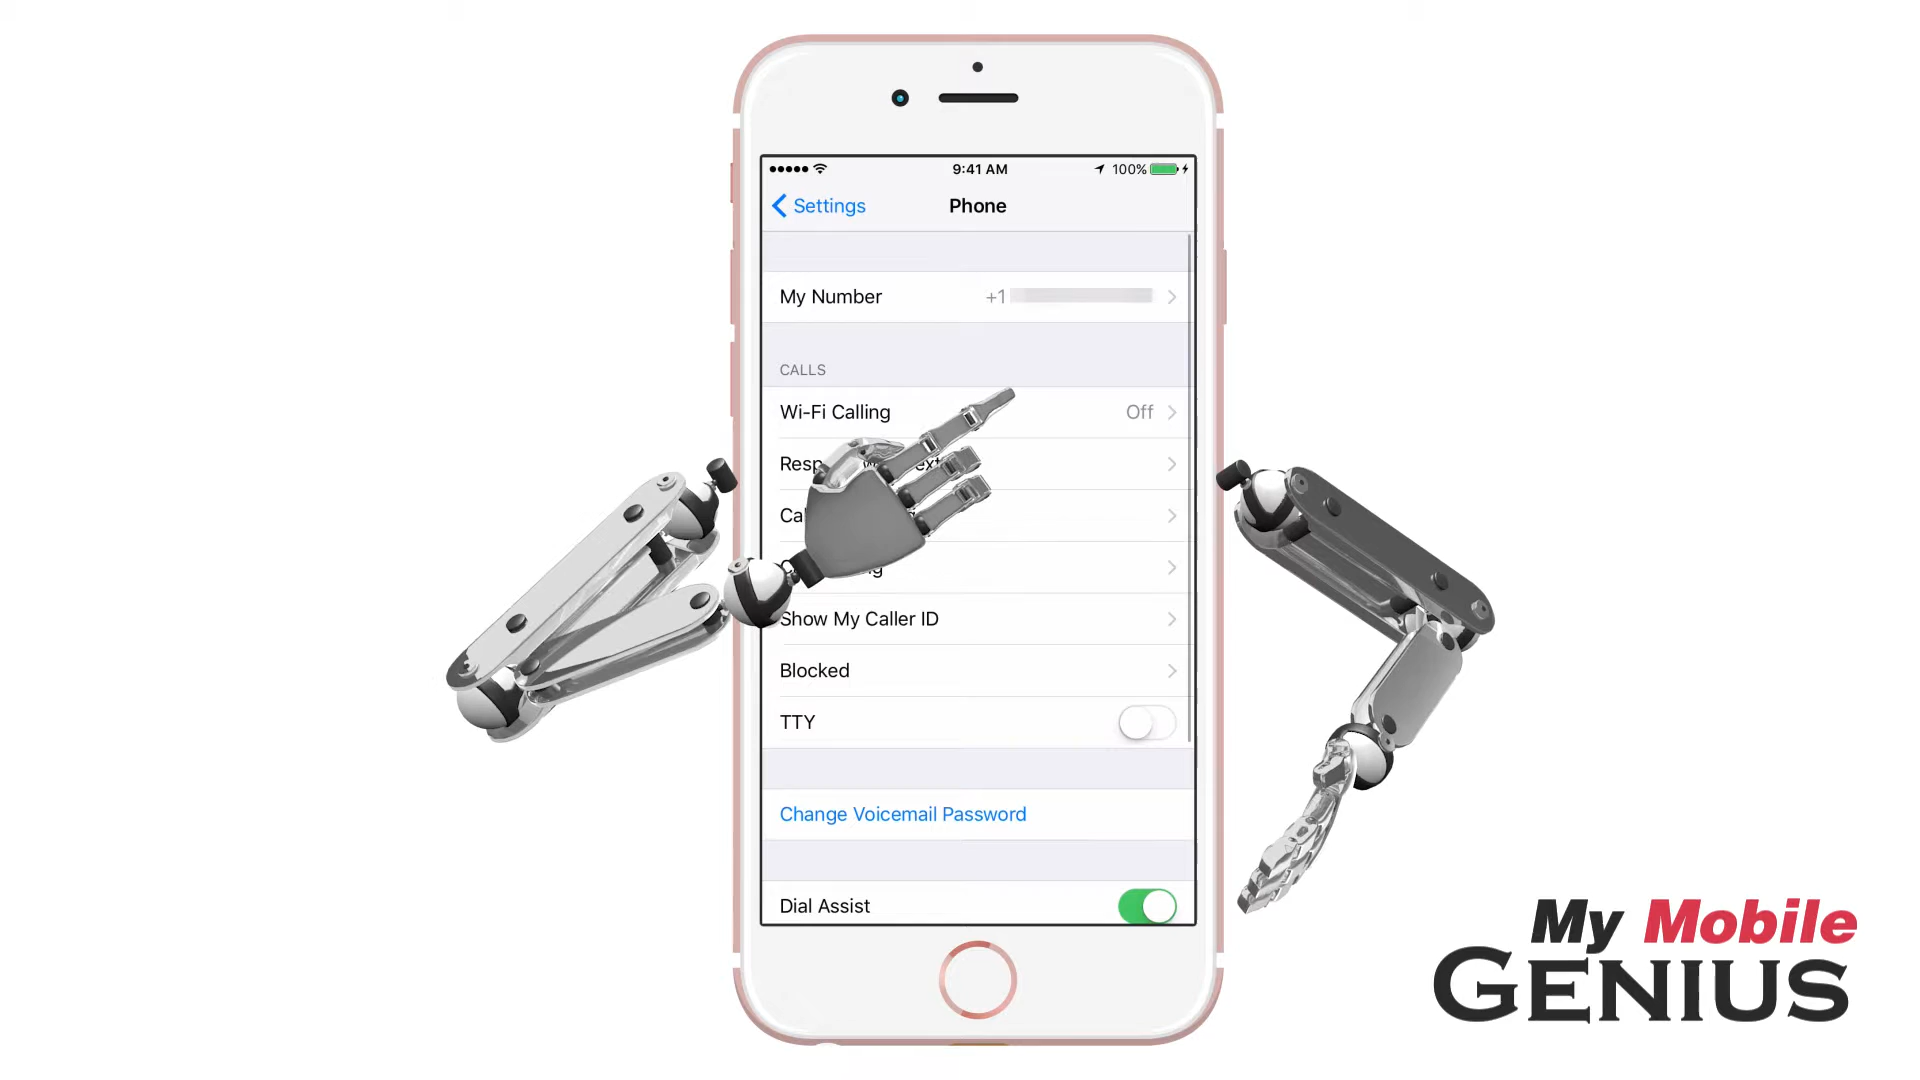 9:41 AM 100%
Settings Phone
My Number +1
CALLS
Wi-Fi Calling Off
Show My Caller ID
Blocked
TTY
Change Voicemail Password
Dial Assist
My Mobile
GENIUS